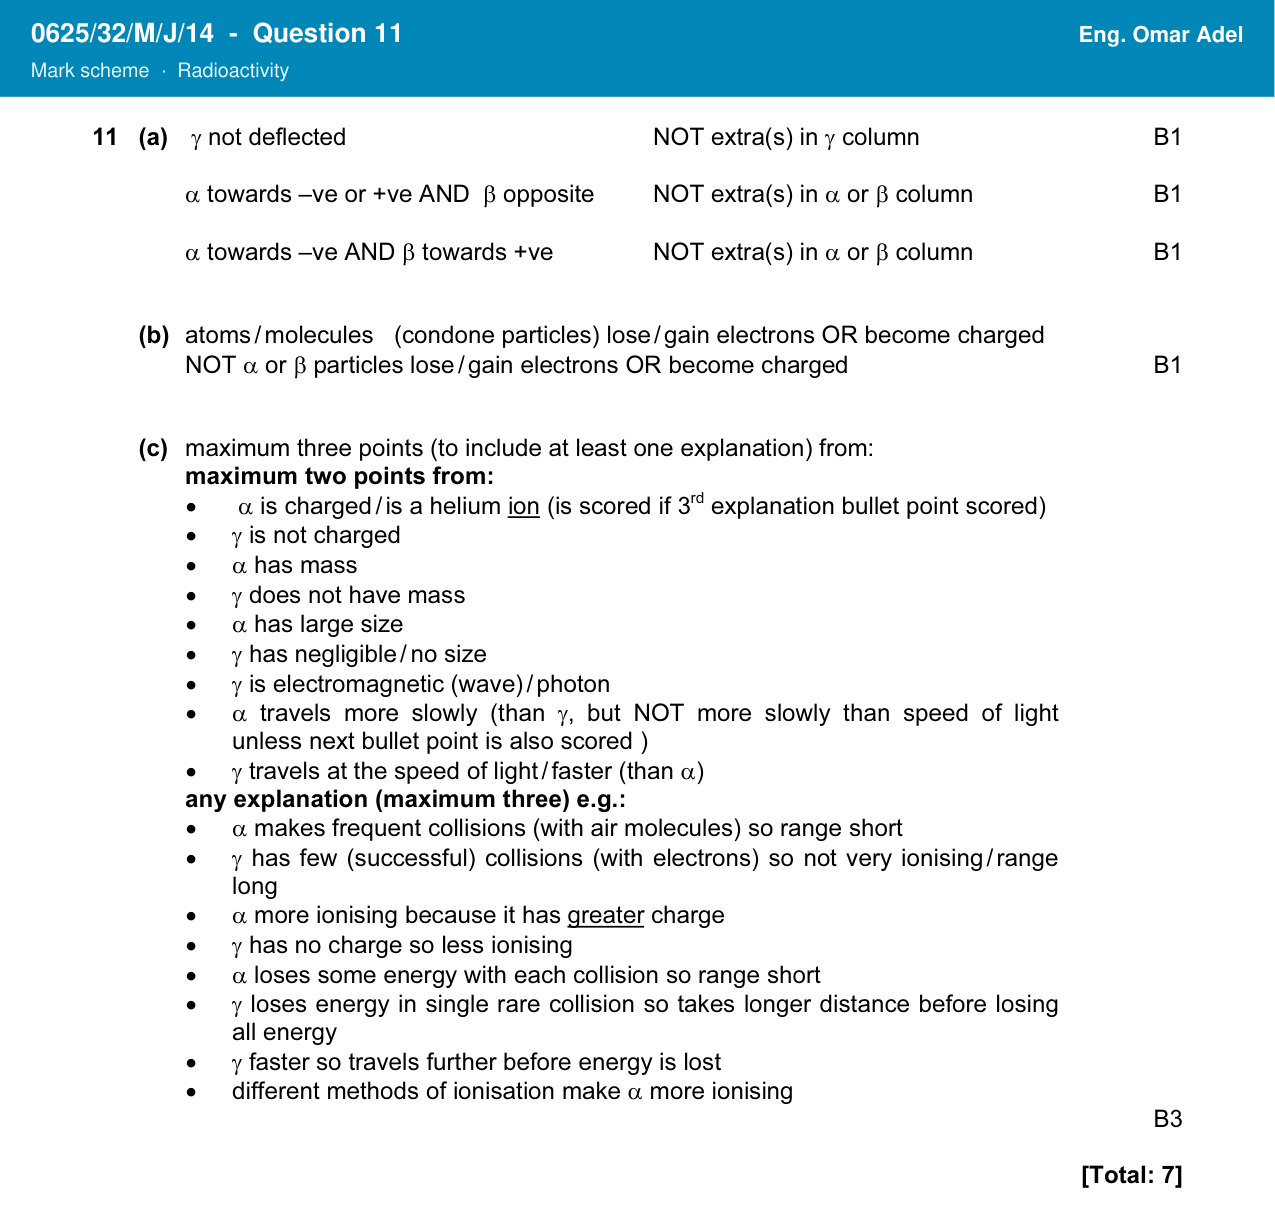 0625/32/M/J/14 - Question 11
Eng. Omar Adel
Mark scheme · Radioactivity
11 (a) γ not deflected NOT extra(s) in γ column B1
α towards –ve or +ve AND β opposite NOT extra(s) in α or β column B1
α towards –ve AND β towards +ve NOT extra(s) in α or β column B1
(b) atoms/molecules (condone particles) lose/gain electrons OR become charged
NOT α or β particles lose/gain electrons OR become charged B1
(c) maximum three points (to include at least one explanation) from:
maximum two points from:
• α is charged/is a helium ion (is scored if 3rd explanation bullet point scored)
• γ is not charged
• α has mass
• γ does not have mass
• α has large size
• γ has negligible/no size
• γ is electromagnetic (wave)/photon
• α travels more slowly (than γ, but NOT more slowly than speed of light
unless next bullet point is also scored )
• γ travels at the speed of light/faster (than α)
any explanation (maximum three) e.g.:
• α makes frequent collisions (with air molecules) so range short
• γ has few (successful) collisions (with electrons) so not very ionising/range
long
• α more ionising because it has greater charge
• γ has no charge so less ionising
• α loses some energy with each collision so range short
• γ loses energy in single rare collision so takes longer distance before losing
all energy
• γ faster so travels further before energy is lost
• different methods of ionisation make α more ionising
B3
[Total: 7]